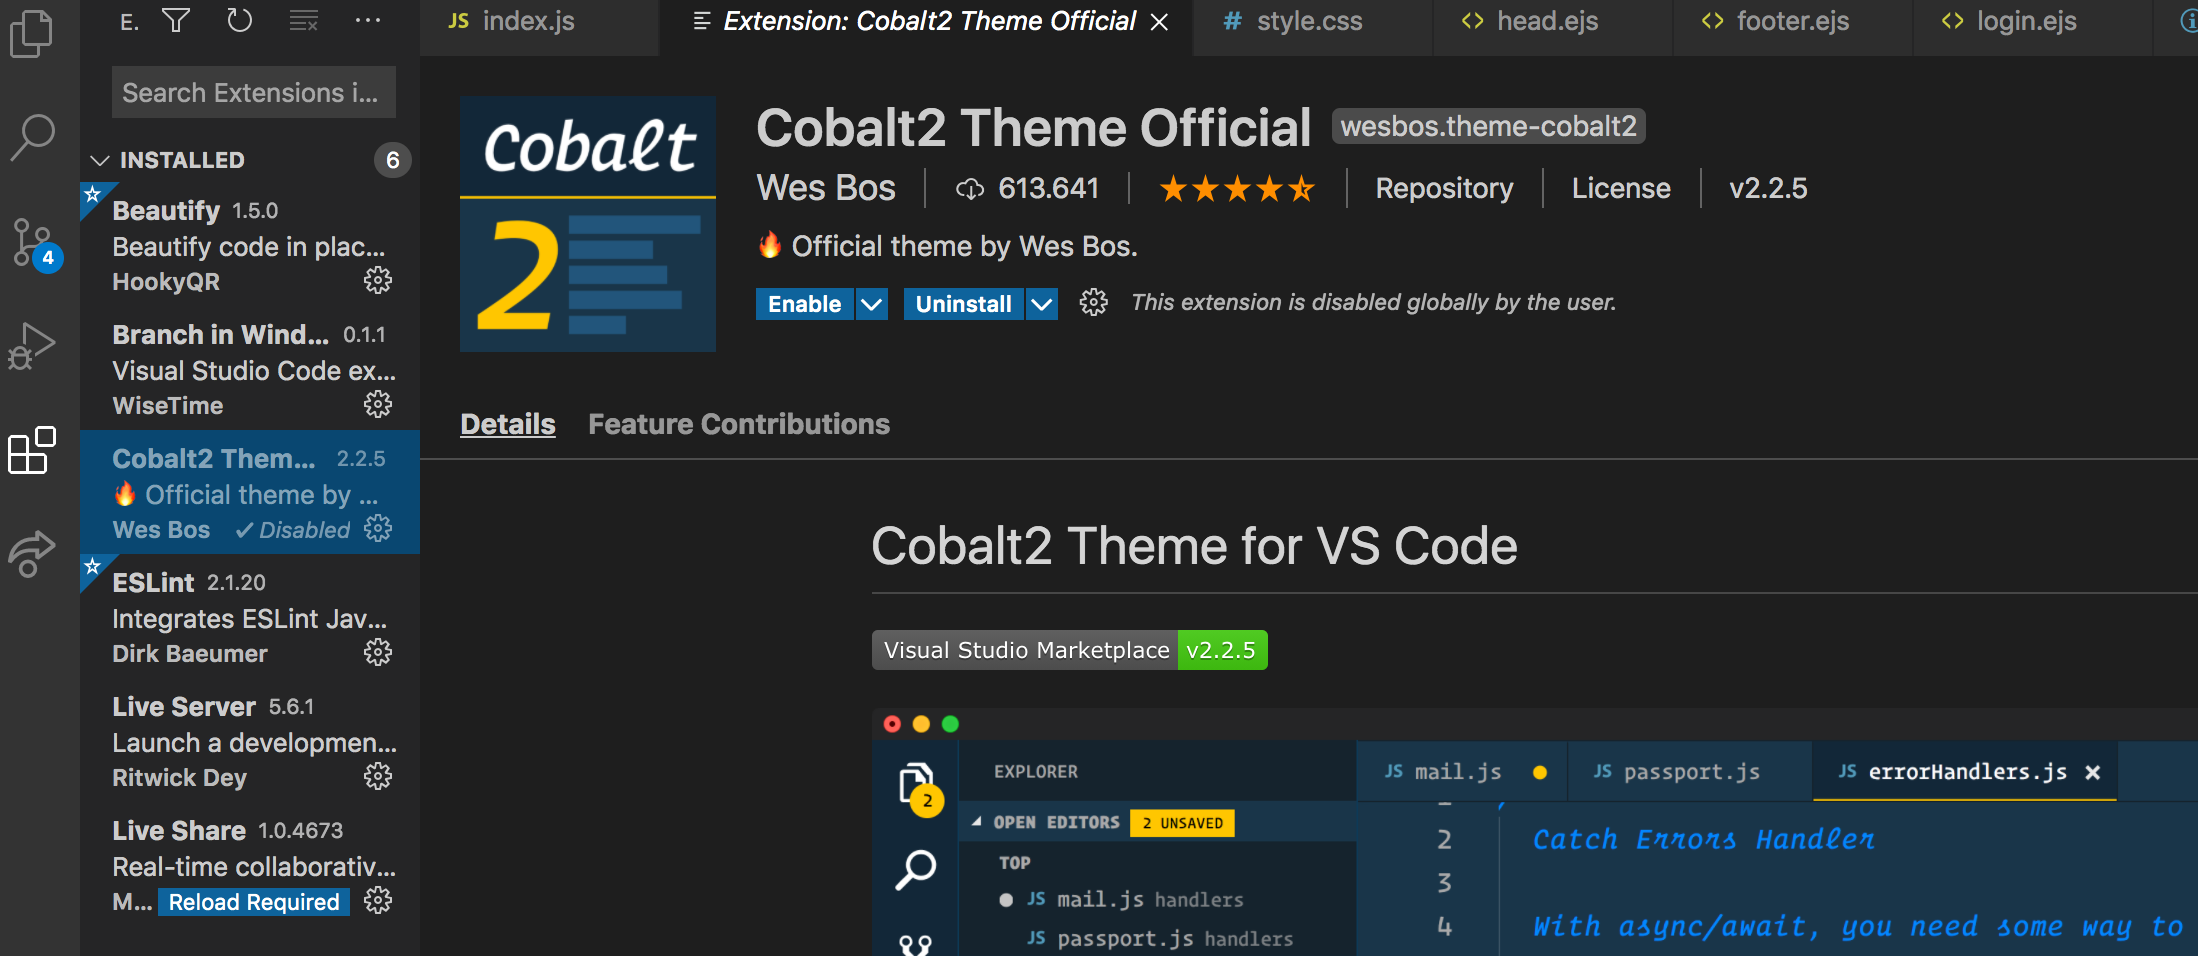 E.
JS index.js
Extension: Cobalt2 Theme Official
# style.css
<> head.ejs
<> footer.ejs
<> login.ejs
Search Extensions i...
INSTALLED 6
Beautify 1.5.0
Beautify code in plac...
HookyQR
4
Branch in Wind... 0.1.1
Visual Studio Code ex...
WiseTime
Cobalt2 Them... 2.2.5
🔥 Official theme by ...
Wes Bos ✓ Disabled
ESLint 2.1.20
Integrates ESLint Jav...
Dirk Baeumer
Live Server 5.6.1
Launch a developmen...
Ritwick Dey
Live Share 1.0.4673
Real-time collaborativ...
M... Reload Required
Cobalt
2
Cobalt2 Theme Official wesbos.theme-cobalt2
Wes Bos | 613.641 | Repository | License | v2.2.5
🔥 Official theme by Wes Bos.
Enable Uninstall This extension is disabled globally by the user.
Details Feature Contributions
Cobalt2 Theme for VS Code
Visual Studio Marketplace v2.2.5
2
EXPLORER
OPEN EDITORS 2 UNSAVED
TOP
JS mail.js handlers
JS passport.js handlers
JS mail.js
JS passport.js
JS errorHandlers.js ×
2 Catch Errors Handler
3
4 With async/await, you need some way to